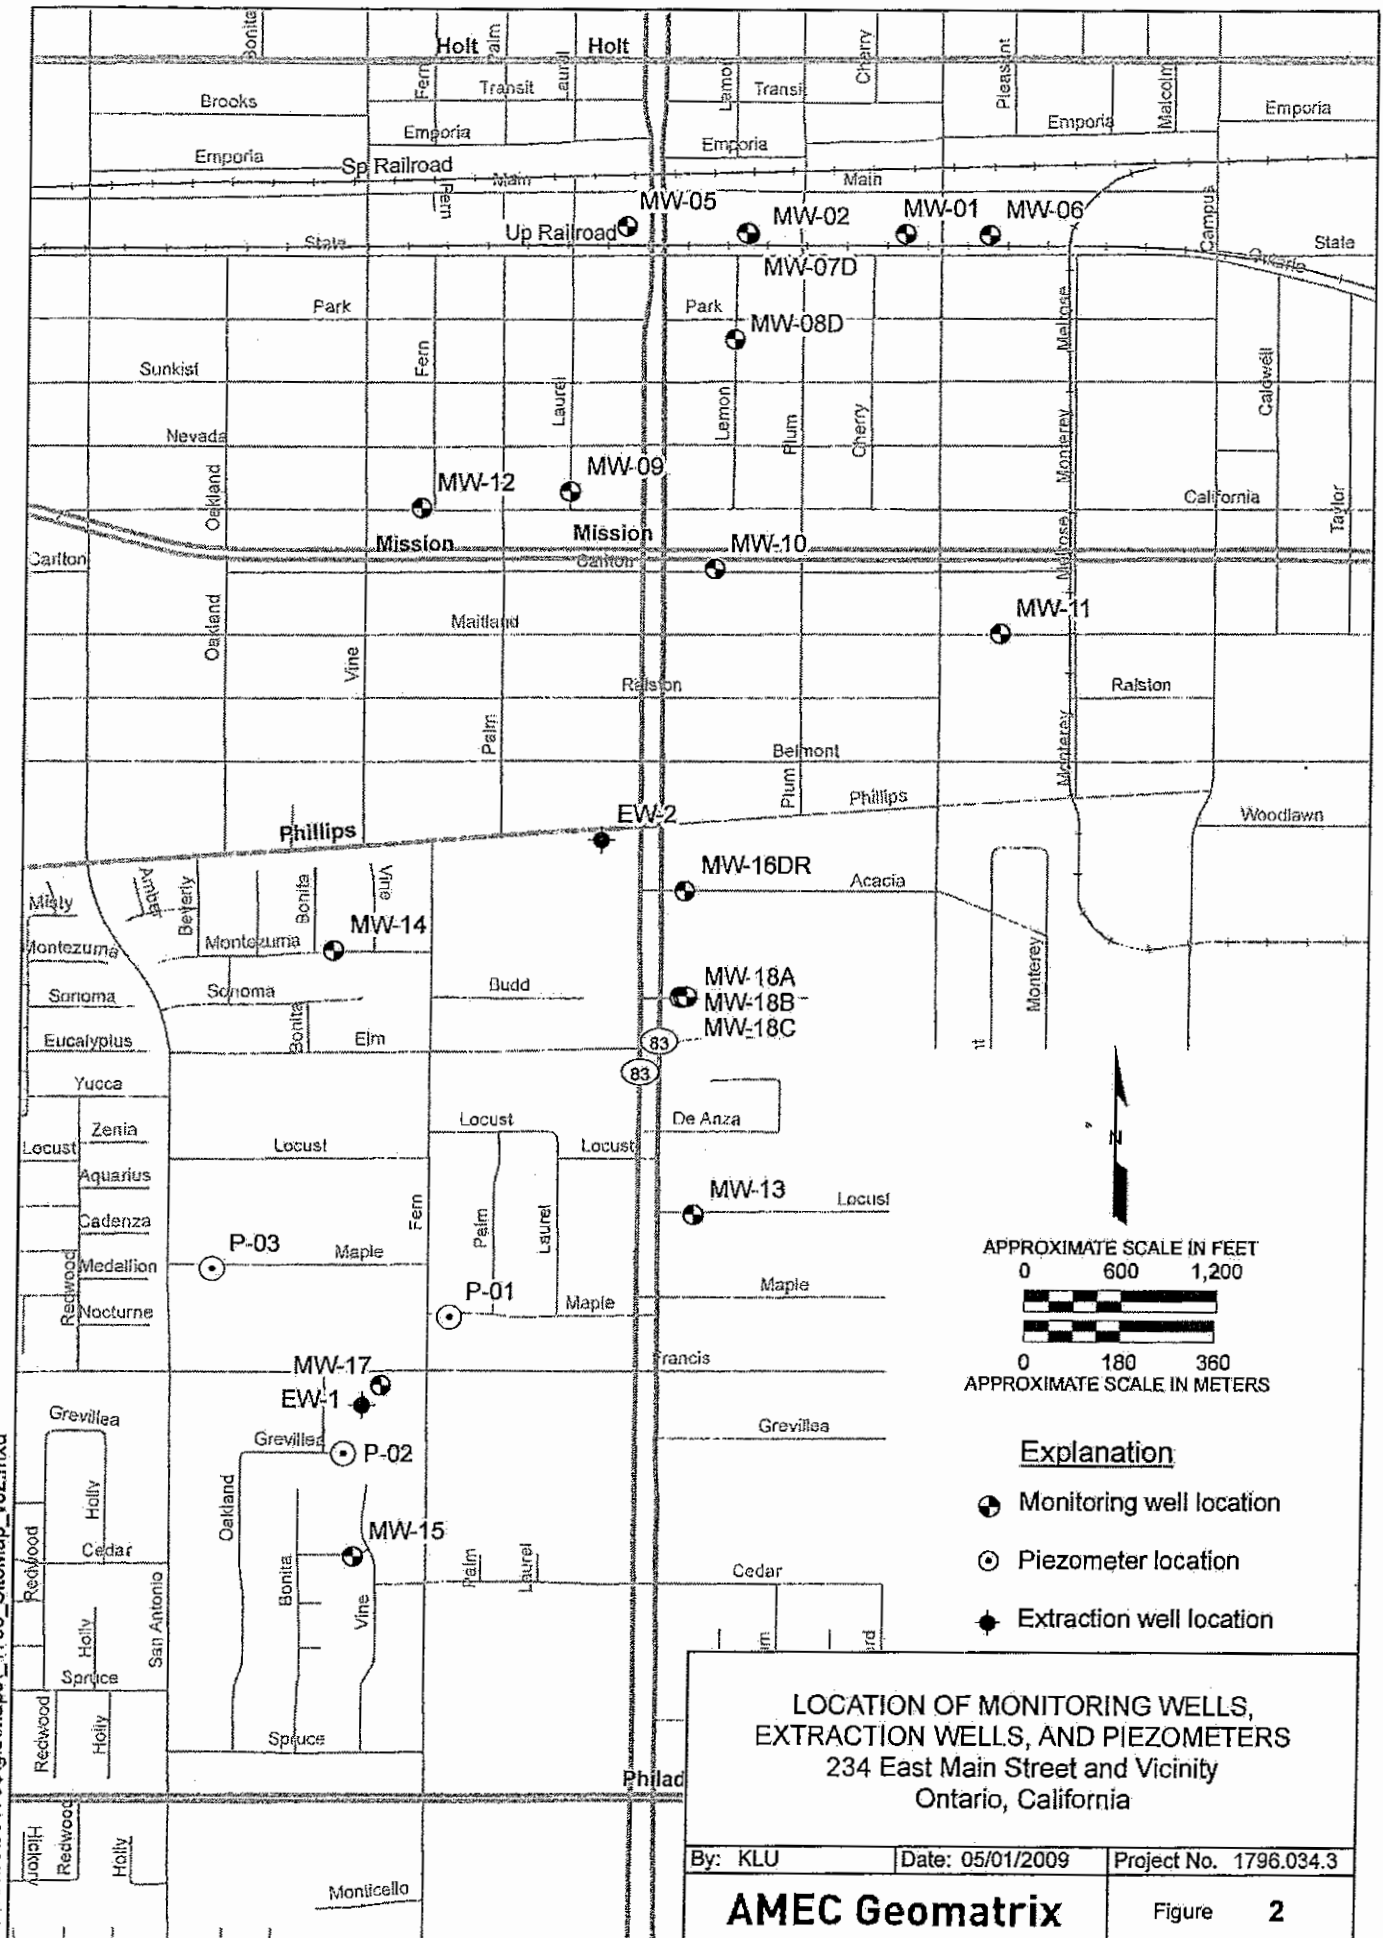 Bonita
Holt
Palm
Holt
Fern
Laurel
Transit
Lamon
Transi
Cherry
Pleasant
Malcolm
Brooks
Emporia
Emporia
Emporia
Emporia
Emporia
Sp Railroad
Main
Main
Fern
MW-05
MW-02
MW-01
MW-06
Campus
Up Railroad
State
State
Ontario
MW-07D
Park
Park
MW-08D
Melrose
Sunkist
Fern
Laurel
Lemon
Plum
Cherry
Caldwell
Nevada
Monterey
MW-09
MW-12
Oakland
California
Taylor
Mission
Mission
MW-10
Carlton
Carlton
Melrose
MW-11
Oakland
Maitland
Vine
Ralston
Ralston
Palm
Belmont
Monterey
Plum
Phillips
EW-2
Woodlawn
Phillips
MW-16DR
Acacia
Amber
Beverly
Bonita
Vine
Misty
MW-14
Montezuma
Montezuma
Monterey
MW-18A
MW-18B
MW-18C
Budd
Sonoma
Sonoma
Bonita
Eucalyptus
Elm
83
83
nt
Yucca
Locust
De Anza
Zenia
Locust
Locust
Locust
N
Aquarius
MW-13
Locust
Cadenza
Fern
Palm
Laurel
P-03
Maple
Medallion
Redwood
P-01
Maple
Maple
Nocturne
APPROXIMATE SCALE IN FEET
0 600 1,200
0 180 360
APPROXIMATE SCALE IN METERS
MW-17
Francis
EW-1
Grevillea
Grevillea
Grevillea
P-02
Explanation
Monitoring well location
Piezometer location
Extraction well location
Holly
Oakland
MW-15
Redwood
Cedar
Bonita
Palm
Laurel
Cedar
Vine
San Antonio
Holly
Spruce
rd
Redwood
Holly
Spruce
Philad
Hickory
Redwood
Holly
Monticello
LOCATION OF MONITORING WELLS,
EXTRACTION WELLS, AND PIEZOMETERS
234 East Main Street and Vicinity
Ontario, California
By: KLU
Date: 05/01/2009
Project No. 1796.034.3
AMEC Geomatrix
Figure 2